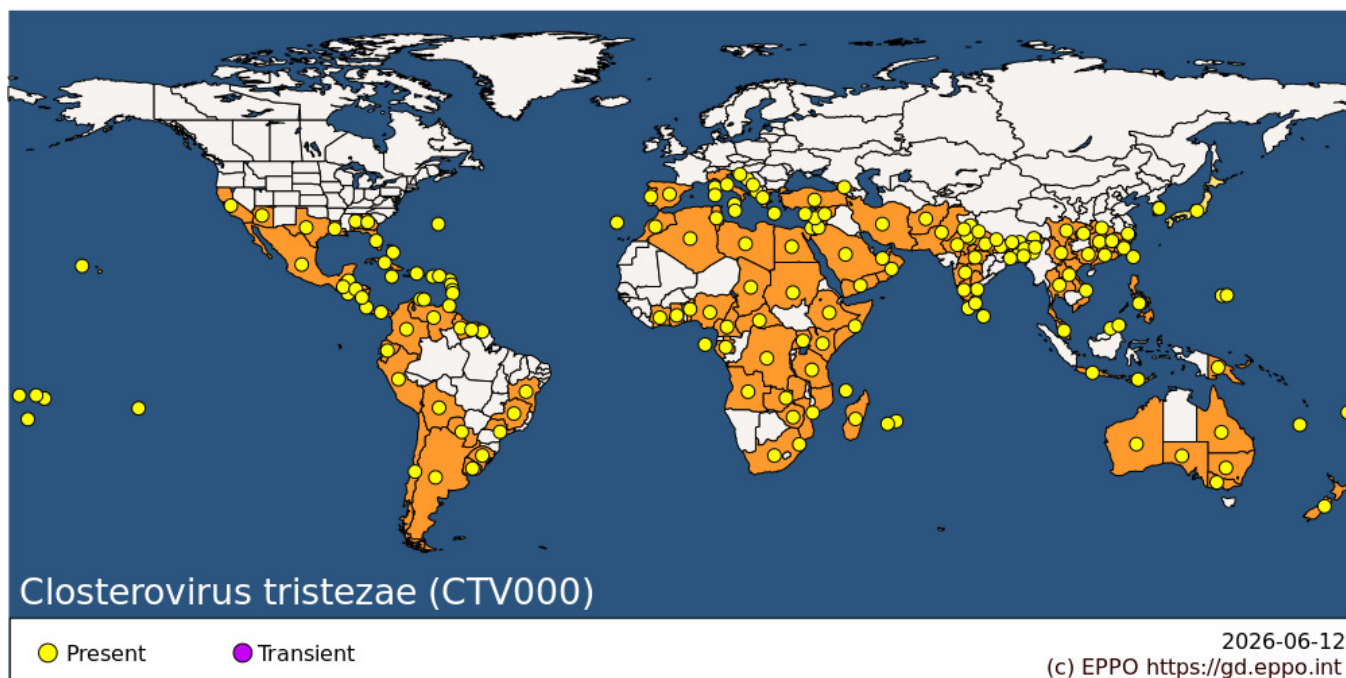 Closterovirus tristezae (CTV000)
Present
Transient
2026-06-12
(c) EPPO https://gd.eppo.int